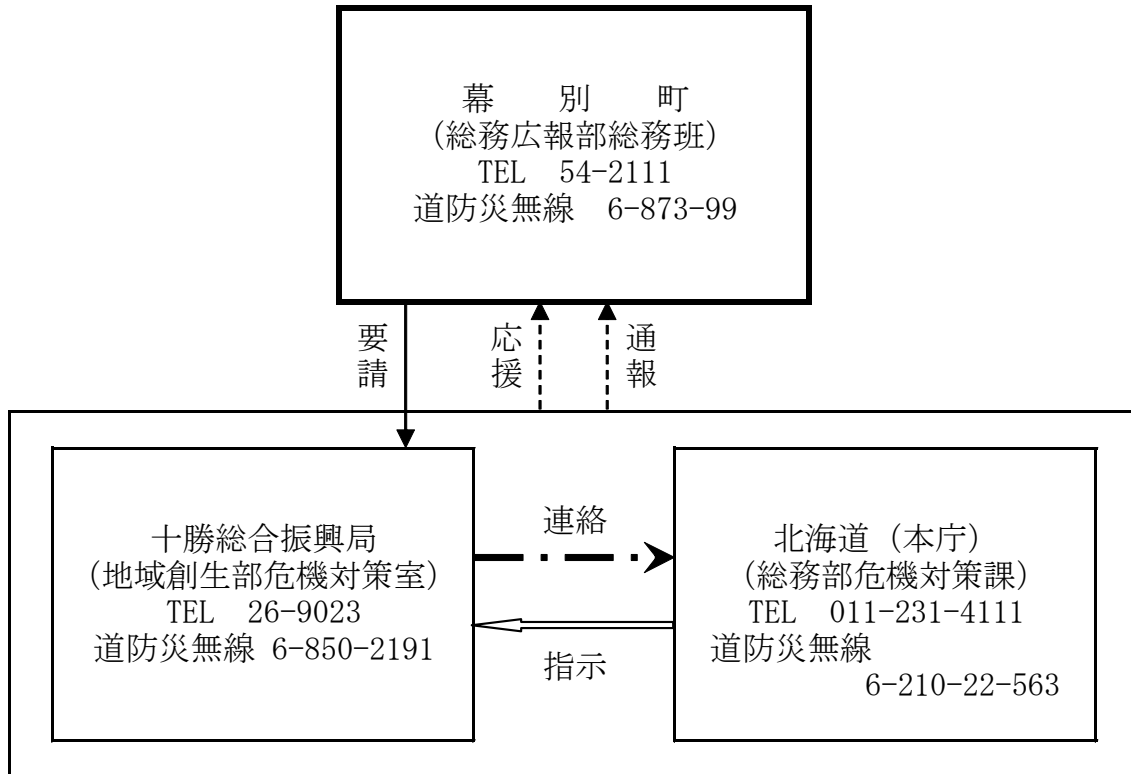 幕　別　町
(総務広報部総務班)
TEL　54-2111
道防災無線　6-873-99
要請
応援
通報
十勝総合振興局
(地域創生部危機対策室)
TEL　26-9023
道防災無線 6-850-2191
連絡
指示
北海道（本庁）
(総務部危機対策課)
TEL　011-231-4111
道防災無線
6-210-22-563